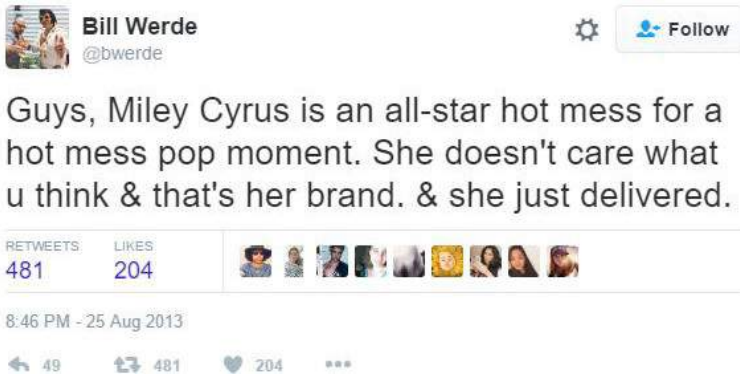 Bill Werde
@bwerde
Follow
Guys, Miley Cyrus is an all-star hot mess for a
hot mess pop moment. She doesn't care what
u think & that's her brand. & she just delivered.
RETWEETS LIKES
481 204
8:46 PM - 25 Aug 2013
49 481 204